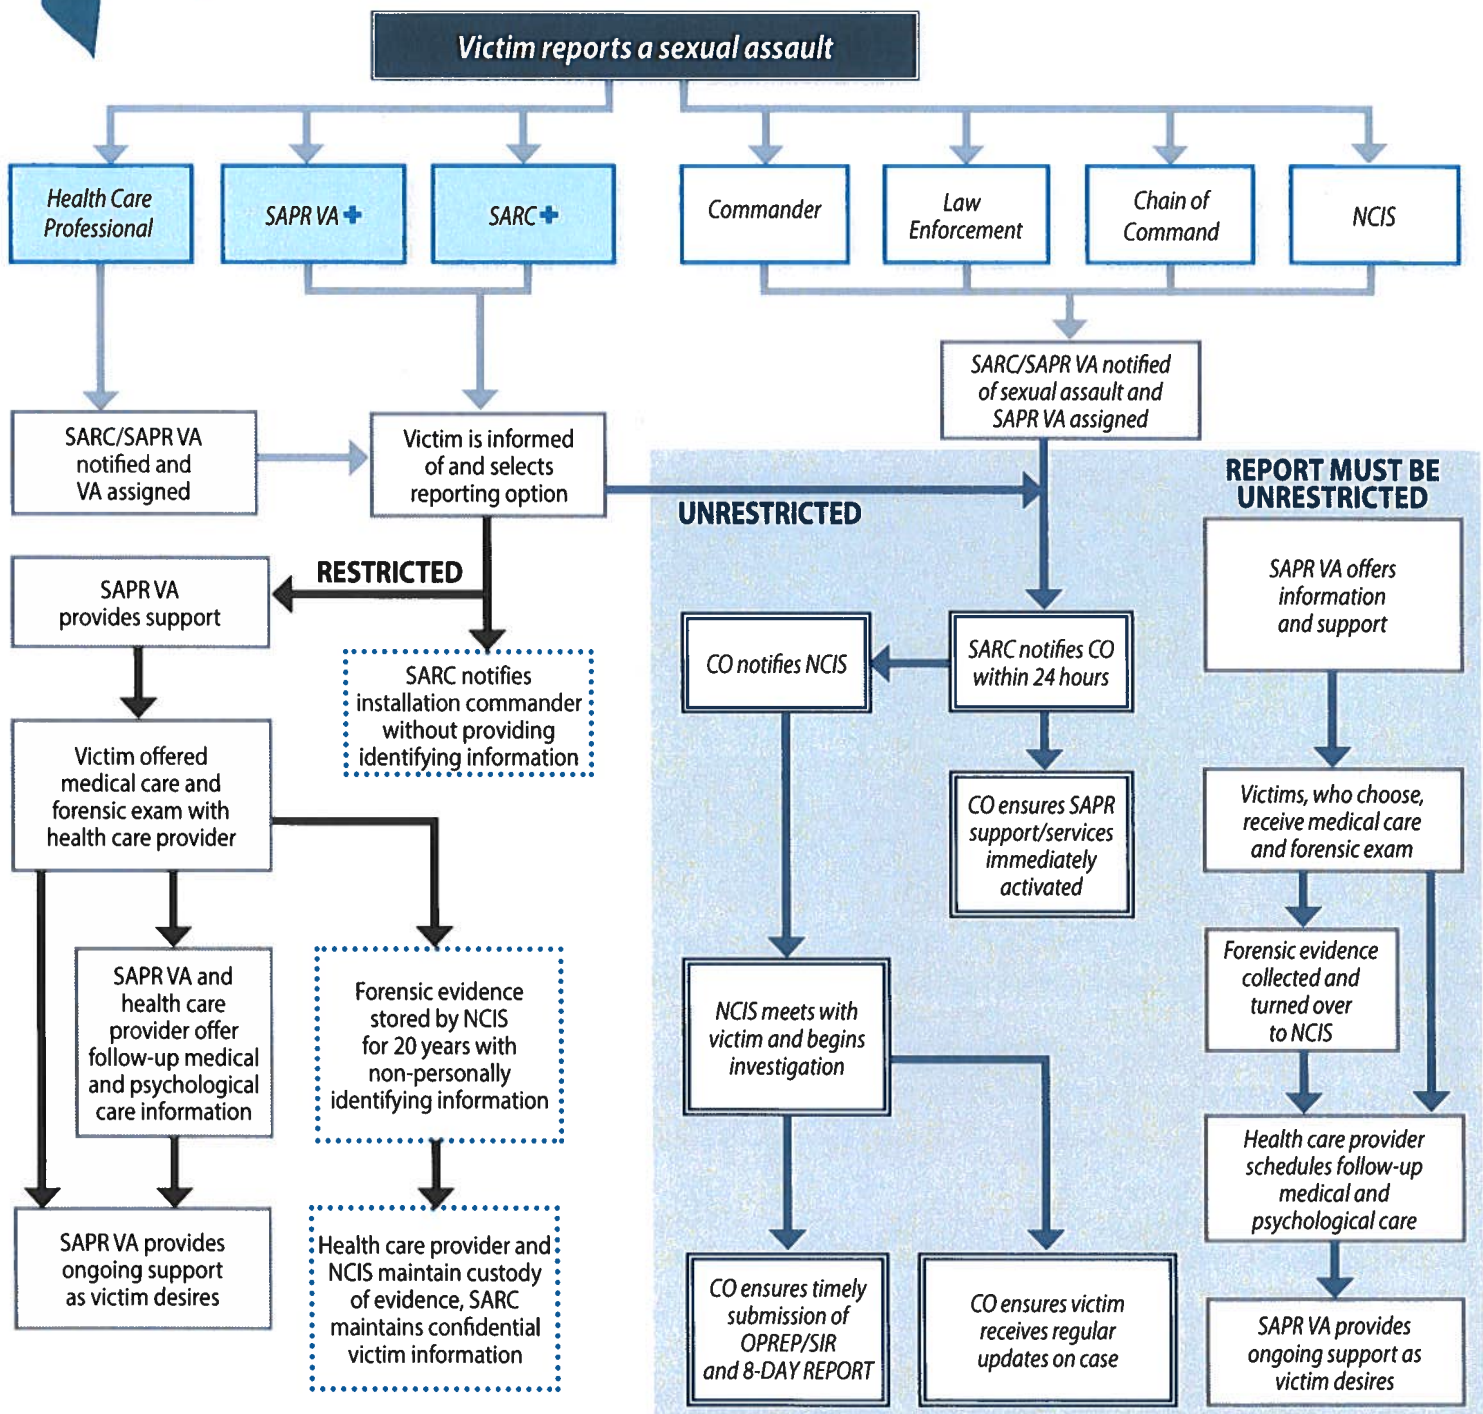 Victim reports a sexual assault
Health Care
Professional
SAPR VA +
SARC +
Commander
Law
Enforcement
Chain of
Command
NCIS
SARC/SAPR VA notified
of sexual assault and
SAPR VA assigned
SARC/SAPR VA
notified and
VA assigned
Victim is informed
of and selects
reporting option
UNRESTRICTED
REPORT MUST BE
UNRESTRICTED
RESTRICTED
SAPR VA
provides support
SARC notifies
installation commander
without providing
identifying information
Victim offered
medical care and
forensic exam with
health care provider
SAPR VA and
health care
provider offer
follow-up medical
and psychological
care information
Forensic evidence
stored by NCIS
for 20 years with
non-personally
identifying information
SAPR VA provides
ongoing support
as victim desires
Health care provider and
NCIS maintain custody
of evidence, SARC
maintains confidential
victim information
CO notifies NCIS
SARC notifies CO
within 24 hours
CO ensures SAPR
support/services
immediately
activated
NCIS meets with
victim and begins
investigation
CO ensures timely
submission of
OPREP/SIR
and 8-DAY REPORT
CO ensures victim
receives regular
updates on case
SAPR VA offers
information
and support
Victims, who choose,
receive medical care
and forensic exam
Forensic evidence
collected and
turned over
to NCIS
Health care provider
schedules follow-up
medical and
psychological care
SAPR VA provides
ongoing support as
victim desires